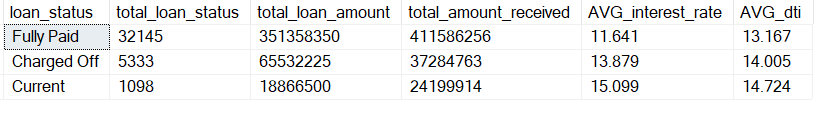 loan_status total_loan_status total_loan_amount total_amount_received AVG_interest_rate AVG_dti
Fully Paid 32145 351358350 411586256 11.641 13.167
Charged Off 5333 65532225 37284763 13.879 14.005
Current 1098 18866500 24199914 15.099 14.724